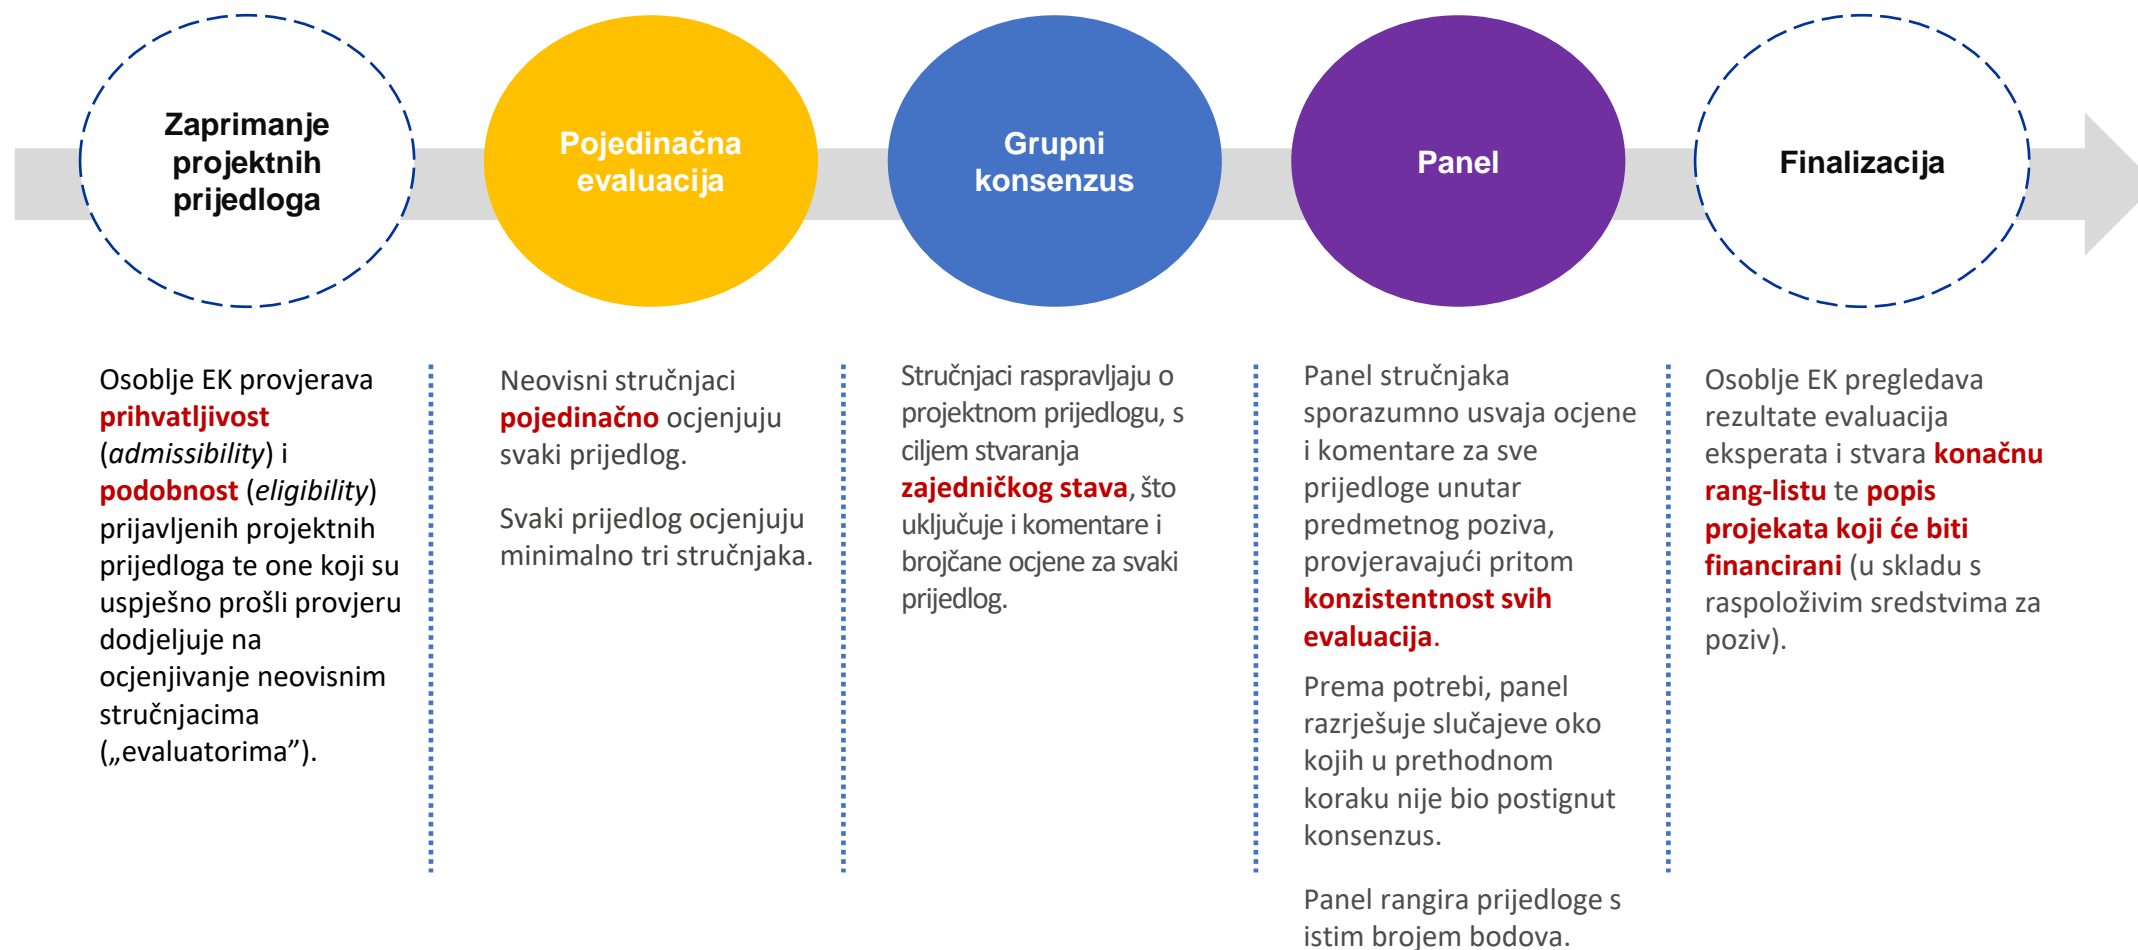 Zaprimanje
projektnih
prijedloga
Pojedinačna
evaluacija
Grupni
konsenzus
Panel
Finalizacija
Osoblje EK provjerava
prihvatljivost
(admissibility) i
podobnost (eligibility)
prijavljenih projektnih
prijedloga te one koji su
uspješno prošli provjeru
dodjeljuje na
ocjenjivanje neovisnim
stručnjacima
(„evaluatorima”).
Neovisni stručnjaci
pojedinačno ocjenjuju
svaki prijedlog.
Svaki prijedlog ocjenjuju
minimalno tri stručnjaka.
Stručnjaci raspravljaju o
projektnom prijedlogu, s
ciljem stvaranja
zajedničkog stava, što
uključuje i komentare i
brojčane ocjene za svaki
prijedlog.
Panel stručnjaka
sporazumno usvaja ocjene
i komentare za sve
prijedloge unutar
predmetnog poziva,
provjeravajući pritom
konzistentnost svih
evaluacija.
Prema potrebi, panel
razrješuje slučajeve oko
kojih u prethodnom
koraku nije bio postignut
konsenzus.
Panel rangira prijedloge s
istim brojem bodova.
Osoblje EK pregledava
rezultate evaluacija
eksperata i stvara konačnu
rang-listu te popis
projekata koji će biti
financirani (u skladu s
raspoloživim sredstvima za
poziv).